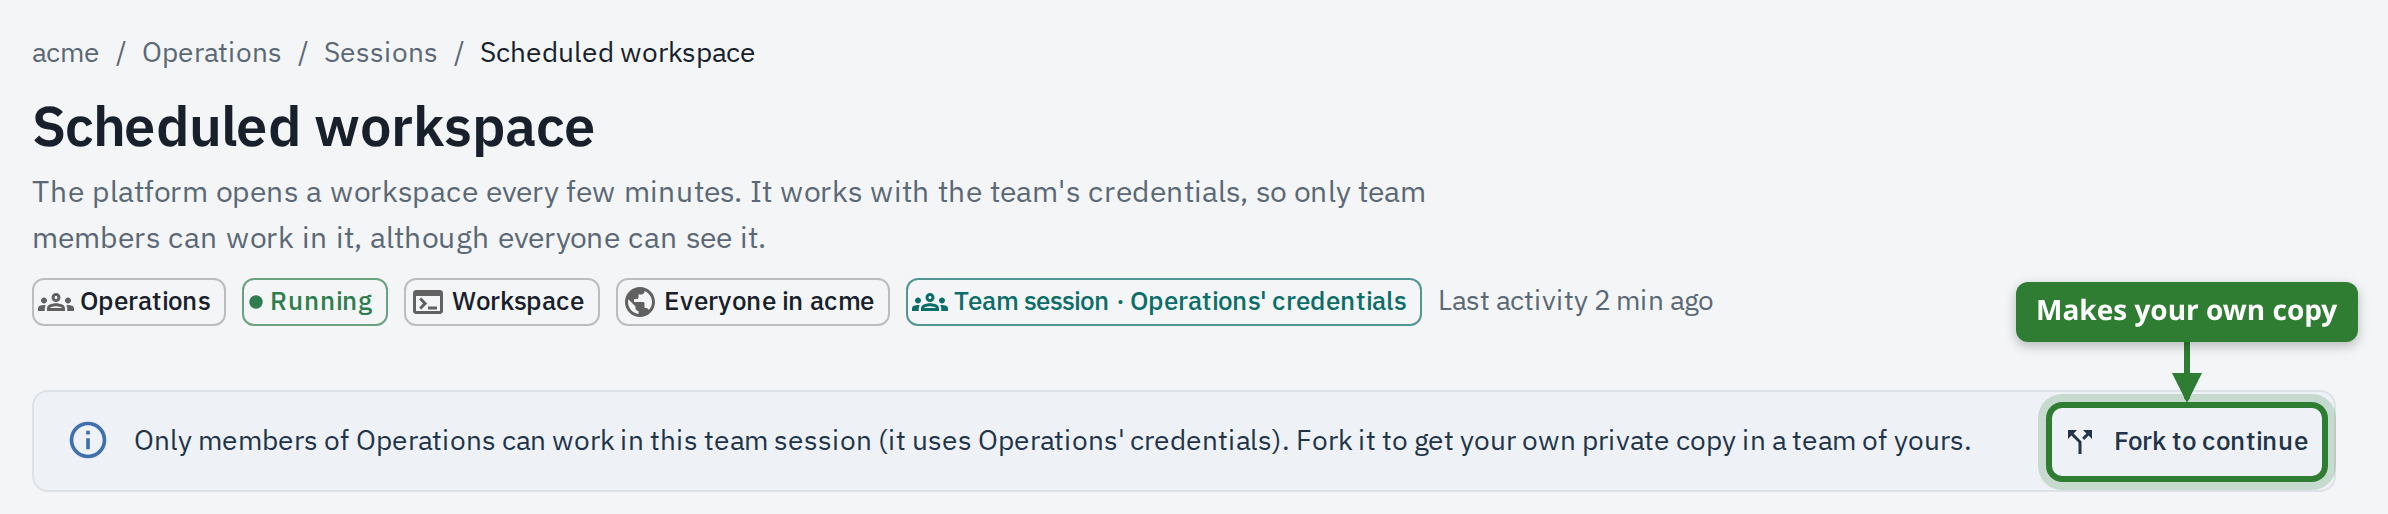 acme / Operations / Sessions / Scheduled workspace
Scheduled workspace
The platform opens a workspace every few minutes. It works with the team's credentials, so only team
members can work in it, although everyone can see it.
Operations Running Workspace Everyone in acme Team session · Operations' credentials Last activity 2 min ago
Makes your own copy
Only members of Operations can work in this team session (it uses Operations' credentials). Fork it to get your own private copy in a team of yours. Fork to continue